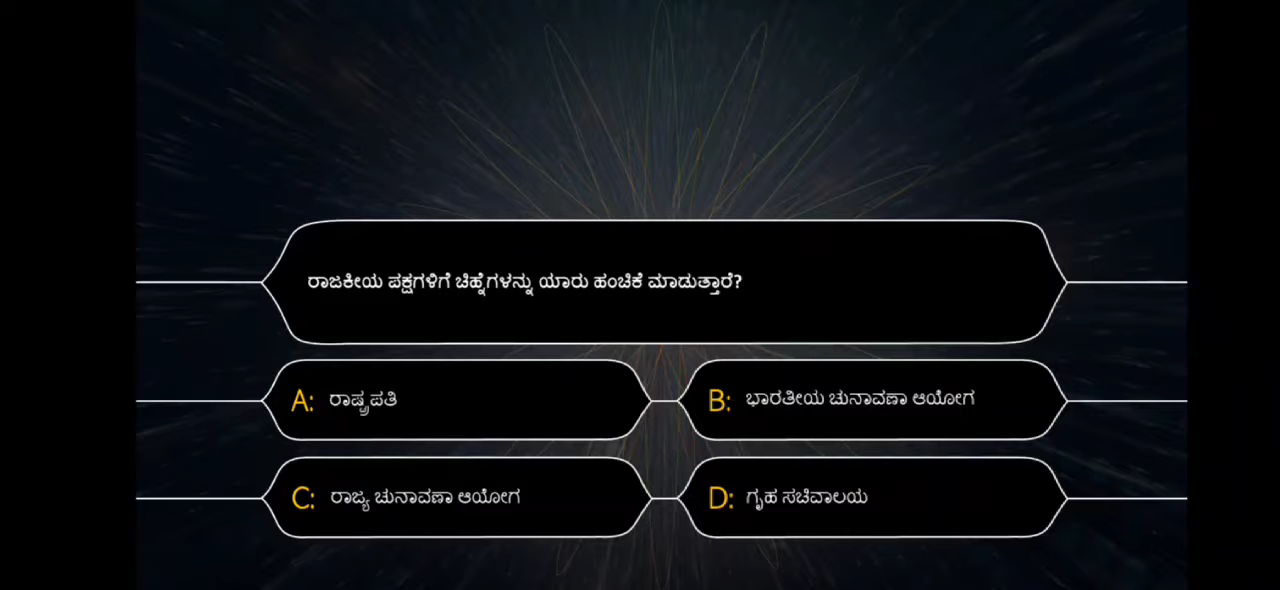 ರಾಜಕೀಯ ಪಕ್ಷಗಳಿಗೆ ಚಿಹ್ನೆಗಳನ್ನು ಯಾರು ಹಂಚಿಕೆ ಮಾಡುತ್ತಾರೆ?
A: ರಾಷ್ಟ್ರಪತಿ
B: ಭಾರತೀಯ ಚುನಾವಣಾ ಆಯೋಗ
C: ರಾಜ್ಯ ಚುನಾವಣಾ ಆಯೋಗ
D: ಗೃಹ ಸಚಿವಾಲಯ